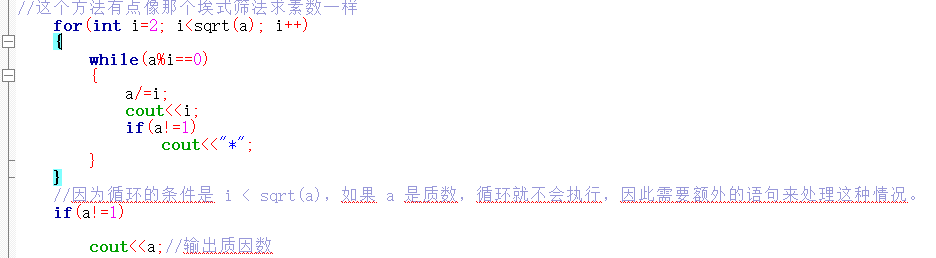 //这个方法有点像那个埃式筛法求素数一样
for(int i=2; i<sqrt(a); i++)
{
while(a%i==0)
{
a/=i;
cout<<i;
if(a!=1)
cout<<"*";
}
}
//因为循环的条件是 i < sqrt(a)，如果 a 是质数，循环就不会执行，因此需要额外的语句来处理这种情况。
if(a!=1)
cout<<a;//输出质因数